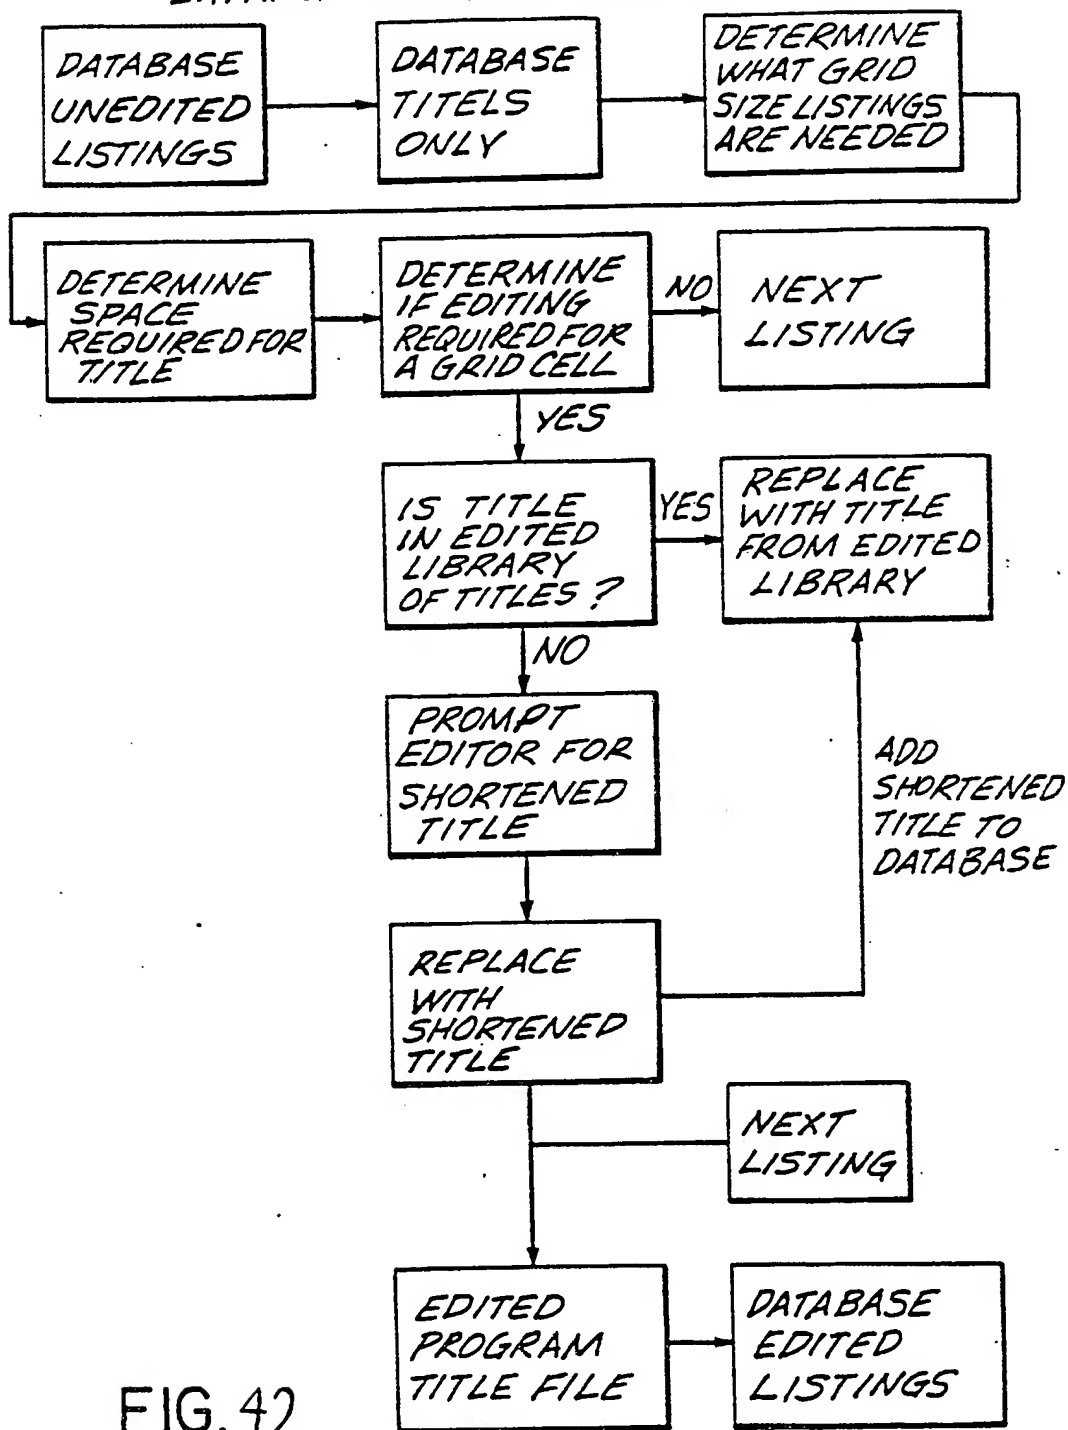 DATABASE
UNEDITED
LISTINGS
DATABASE
TITELS
ONLY
DETERMINE
WHAT GRID
SIZE LISTINGS
ARE NEEDED
DETERMINE
SPACE
REQUIRED FOR
TITLE
DETERMINE
IF EDITING
REQUIRED FOR
A GRID CELL
NO
NEXT
LISTING
YES
IS TITLE
IN EDITED
LIBRARY
OF TITLES?
YES
REPLACE
WITH TITLE
FROM EDITED
LIBRARY
NO
PROMPT
EDITOR FOR
SHORTENED
TITLE
ADD
SHORTENED
TITLE TO
DATABASE
REPLACE
WITH
SHORTENED
TITLE
NEXT
LISTING
EDITED
PROGRAM
TITLE FILE
DATABASE
EDITED
LISTINGS
FIG. 42